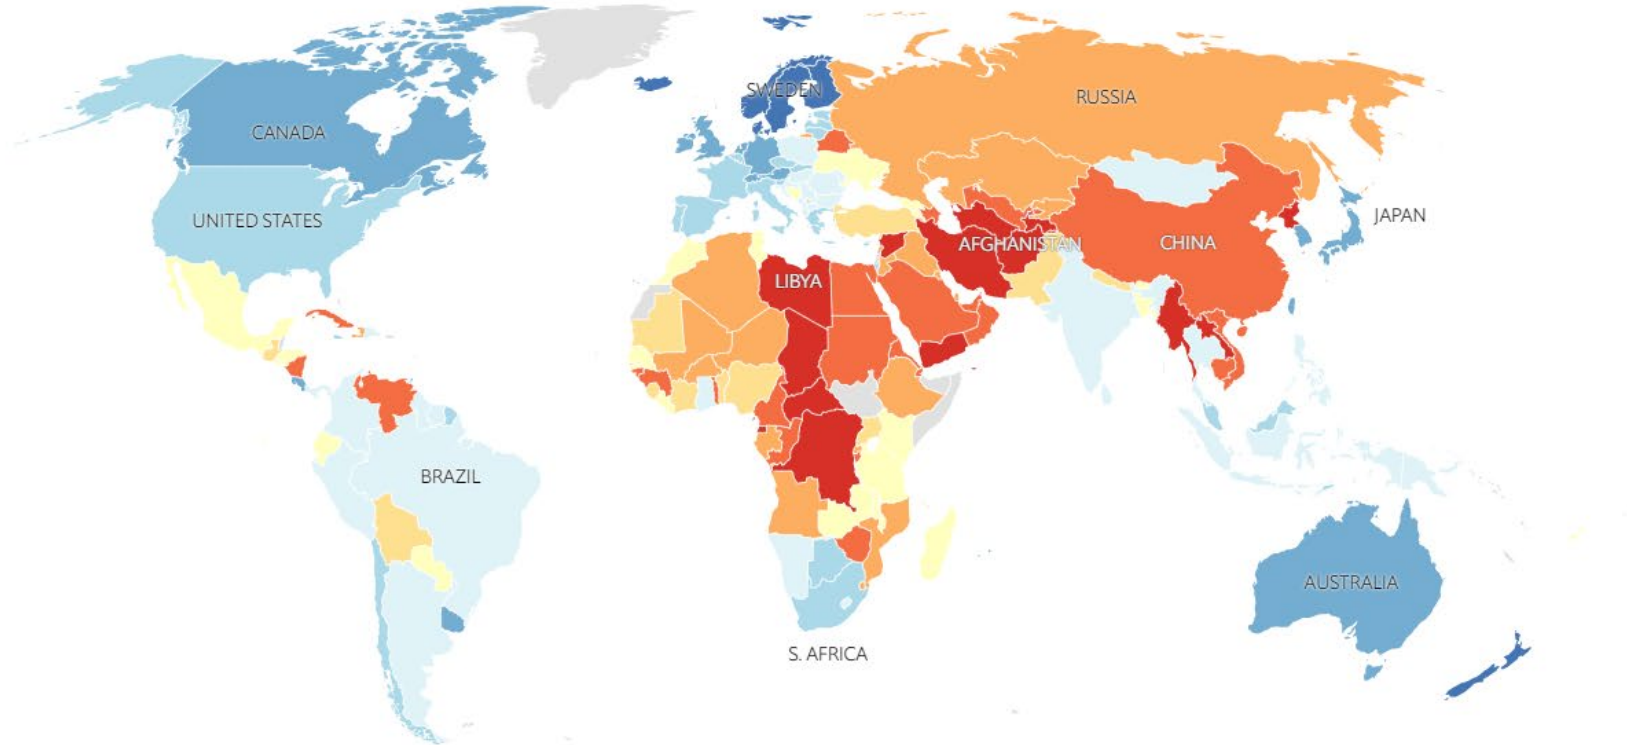 SWEDEN
RUSSIA
CANADA
UNITED STATES
JAPAN
AFGHANISTAN
CHINA
LIBYA
BRAZIL
AUSTRALIA
S. AFRICA